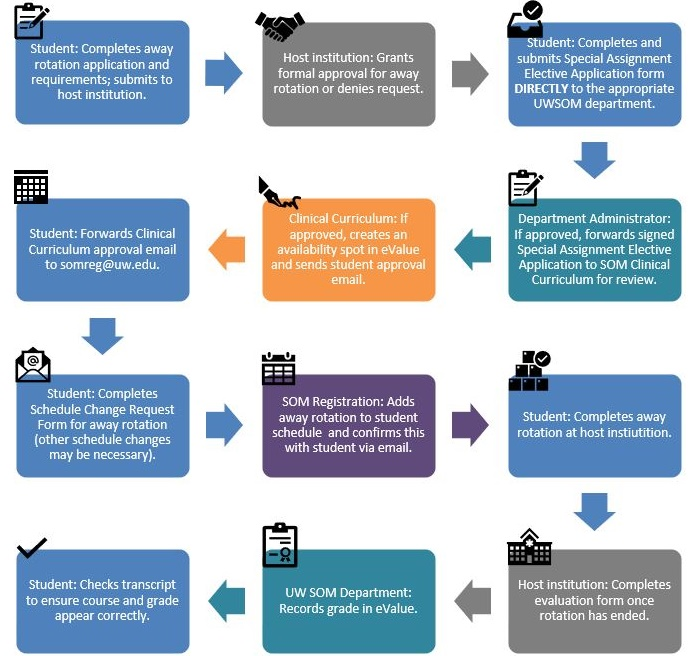 Student: Completes away
rotation application and
requirements; submits to
host institution.
Host institution: Grants
formal approval for away
rotation or denies request.
Student: Completes and
submits Special Assignment
Elective Application form
DIRECTLY to the appropriate
UWSOM department.
Department Administrator:
If approved, forwards signed
Special Assignment Elective
Application to SOM Clinical
Curriculum for review.
Clinical Curriculum: If
approved, creates an
availability spot in eValue
and sends student approval
email.
Student: Forwards Clinical
Curriculum approval email
to somreg@uw.edu.
@
Student: Completes
Schedule Change Request
Form for away rotation
(other schedule changes
may be necessary).
SOM Registration: Adds
away rotation to student
schedule and confirms this
with student via email.
Student: Completes away
rotation at host instiutition.
Host institution: Completes
evaluation form once
rotation has ended.
UW SOM Department:
Records grade in eValue.
Student: Checks transcript
to ensure course and grade
appear correctly.